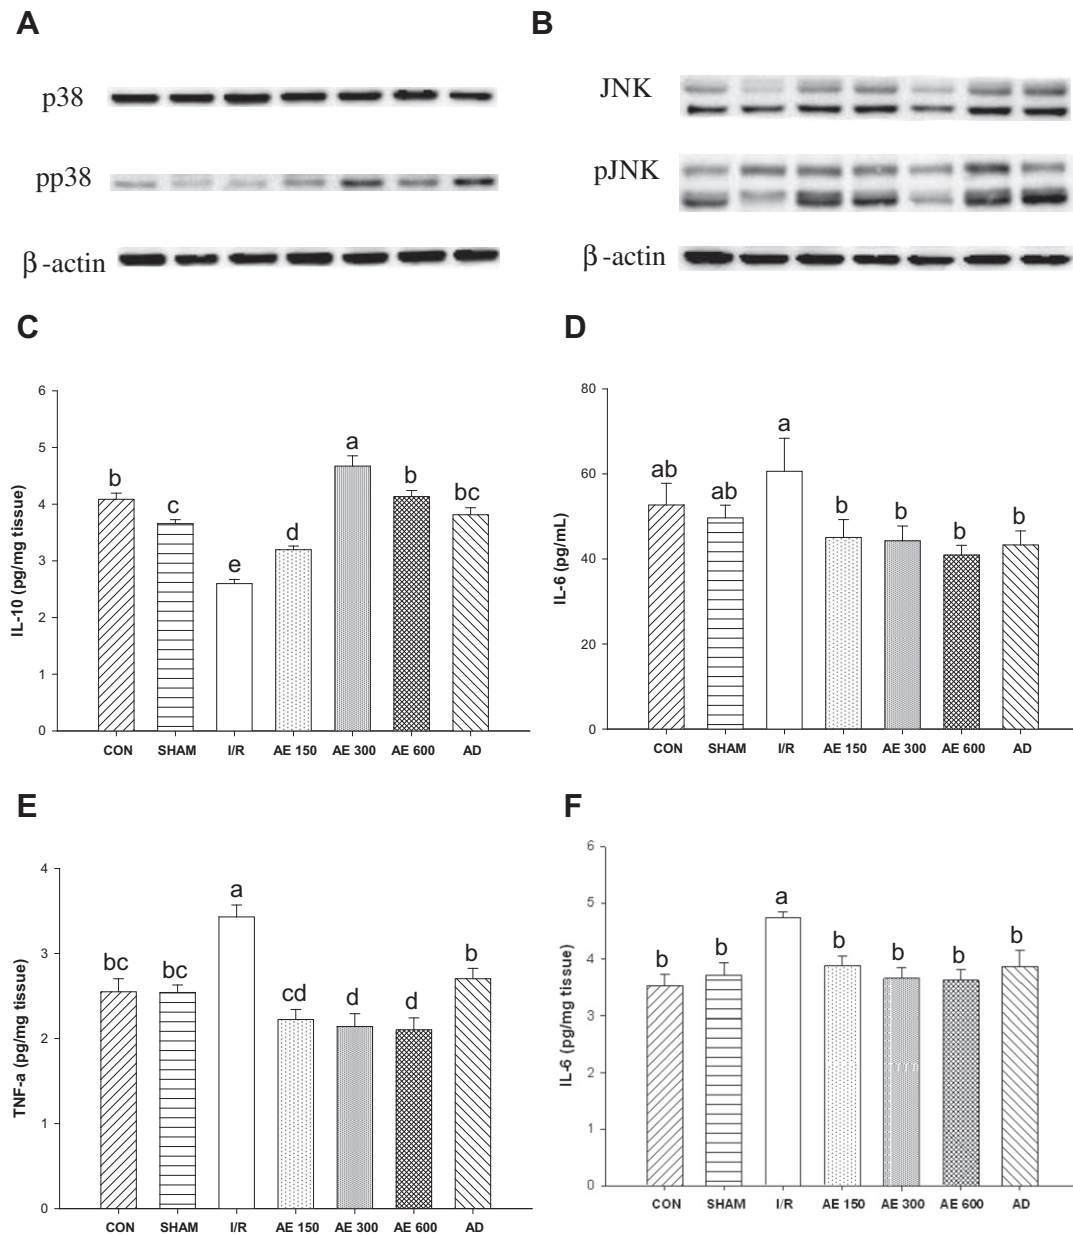 A
p38
pp38
β-actin
B
JNK
pJNK
β-actin
C
IL-10 (pg/mg tissue)
6
5
4
3
2
1
0
b
c
e
d
a
b
bc
CON SHAM I/R AE 150 AE 300 AE 600 AD
D
IL-6 (pg/mL)
80
60
40
20
0
ab
ab
a
b
b
b
b
CON SHAM I/R AE 150 AE 300 AE 600 AD
E
TNF-a (pg/mg tissue)
4
3
2
1
0
bc
bc
a
cd
d
d
b
CON SHAM I/R AE 150 AE 300 AE 600 AD
F
IL-6 (pg/mg tissue)
6
5
4
3
2
1
0
b
b
a
b
b
b
b
CON SHAM I/R AE 150 AE 300 AE 600 AD